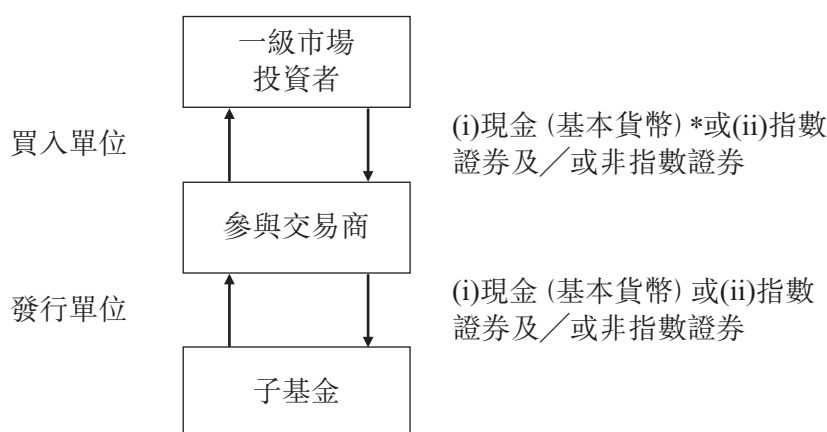 一級市場
投資者
買入單位
(i)現金 (基本貨幣) *或(ii)指數
證券及／或非指數證券
參與交易商
發行單位
(i)現金 (基本貨幣) 或(ii)指數
證券及／或非指數證券
子基金